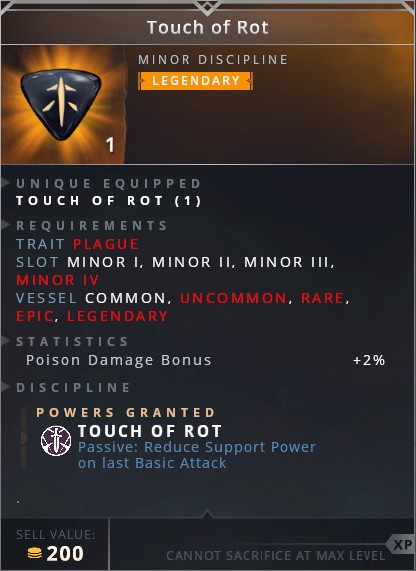 Touch of Rot
MINOR DISCIPLINE
LEGENDARY
1
UNIQUE EQUIPPED
TOUCH OF ROT (1)
REQUIREMENTS
TRAIT PLAGUE
SLOT MINOR I, MINOR II, MINOR III,
MINOR IV
VESSEL COMMON, UNCOMMON, RARE,
EPIC, LEGENDARY
STATISTICS
Poison Damage Bonus +2%
DISCIPLINE
POWERS GRANTED
TOUCH OF ROT
Passive: Reduce Support Power
on last Basic Attack
.
SELL VALUE:
200
CANNOT SACRIFICE AT MAX LEVEL
XP